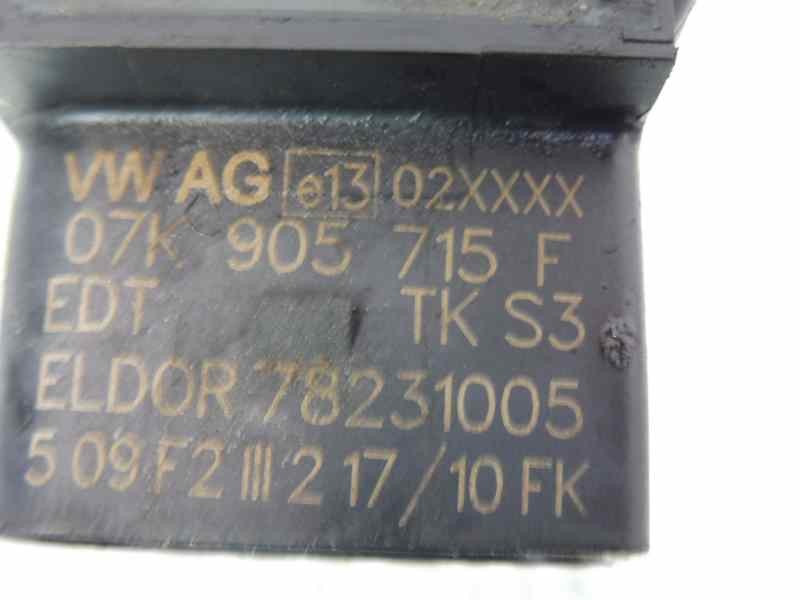 VW AG e13 02XXXX
07K 905 715 F
EDT TK S3
ELDOR 78231005
5 09 F2 III 2 17/10 FK